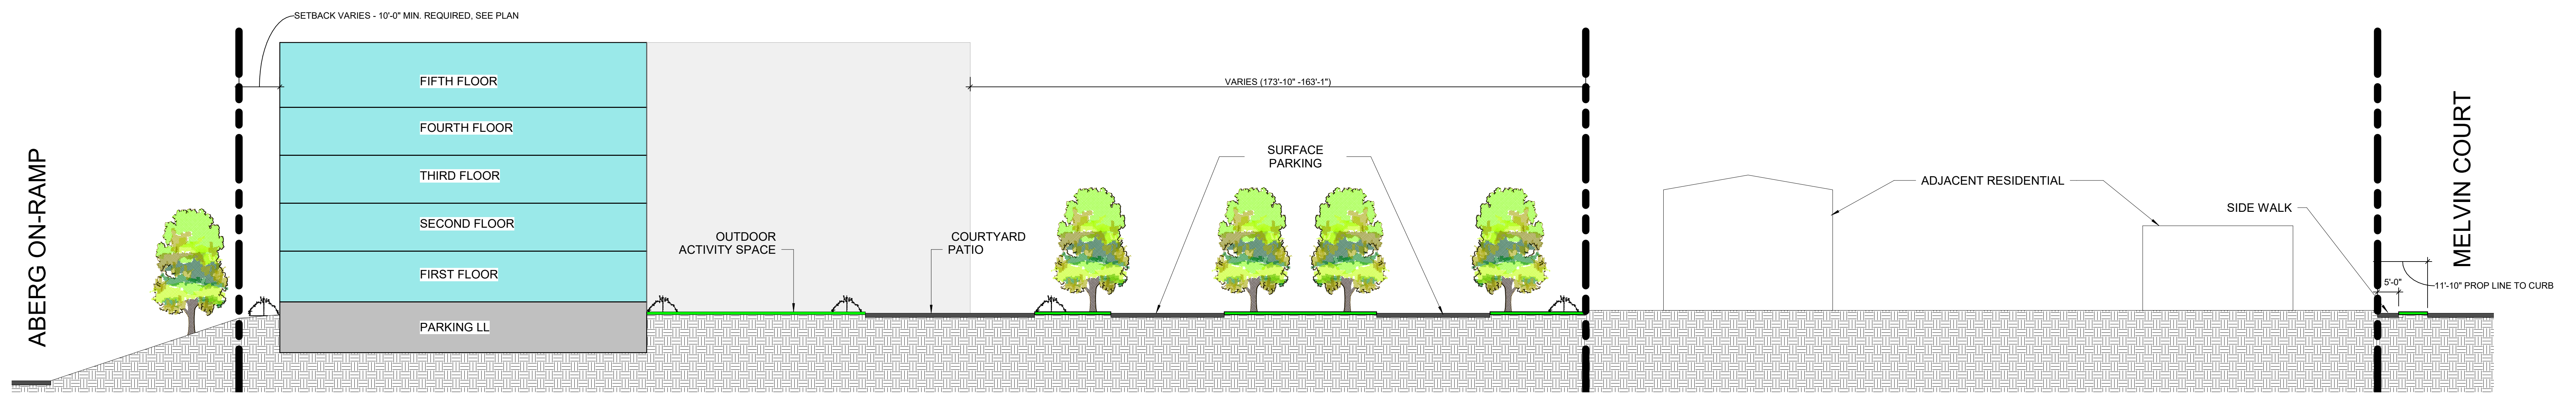 SETBACK VARIES - 10'-0" MIN. REQUIRED, SEE PLAN
ABERG ON-RAMP
FIFTH FLOOR
FOURTH FLOOR
THIRD FLOOR
SECOND FLOOR
FIRST FLOOR
PARKING LL
OUTDOOR
ACTIVITY SPACE
COURTYARD
PATIO
VARIES (173'-10" -163'-1")
SURFACE
PARKING
ADJACENT RESIDENTIAL
SIDE WALK
5'-0"
11'-10" PROP LINE TO CURB
MELVIN COURT